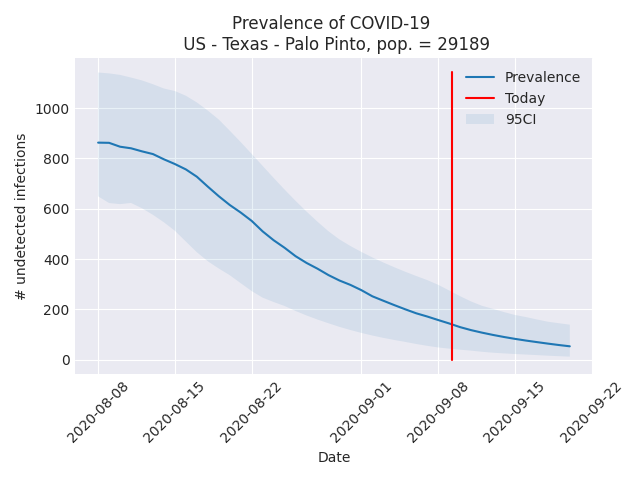 Prevalence of COVID-19
US - Texas - Palo Pinto, pop. = 29189
Prevalence
Today
95CI
1000
800
600
400
200
0
# undetected infections
2020-08-08
2020-08-15
2020-08-22
2020-09-01
2020-09-08
2020-09-15
2020-09-22
Date